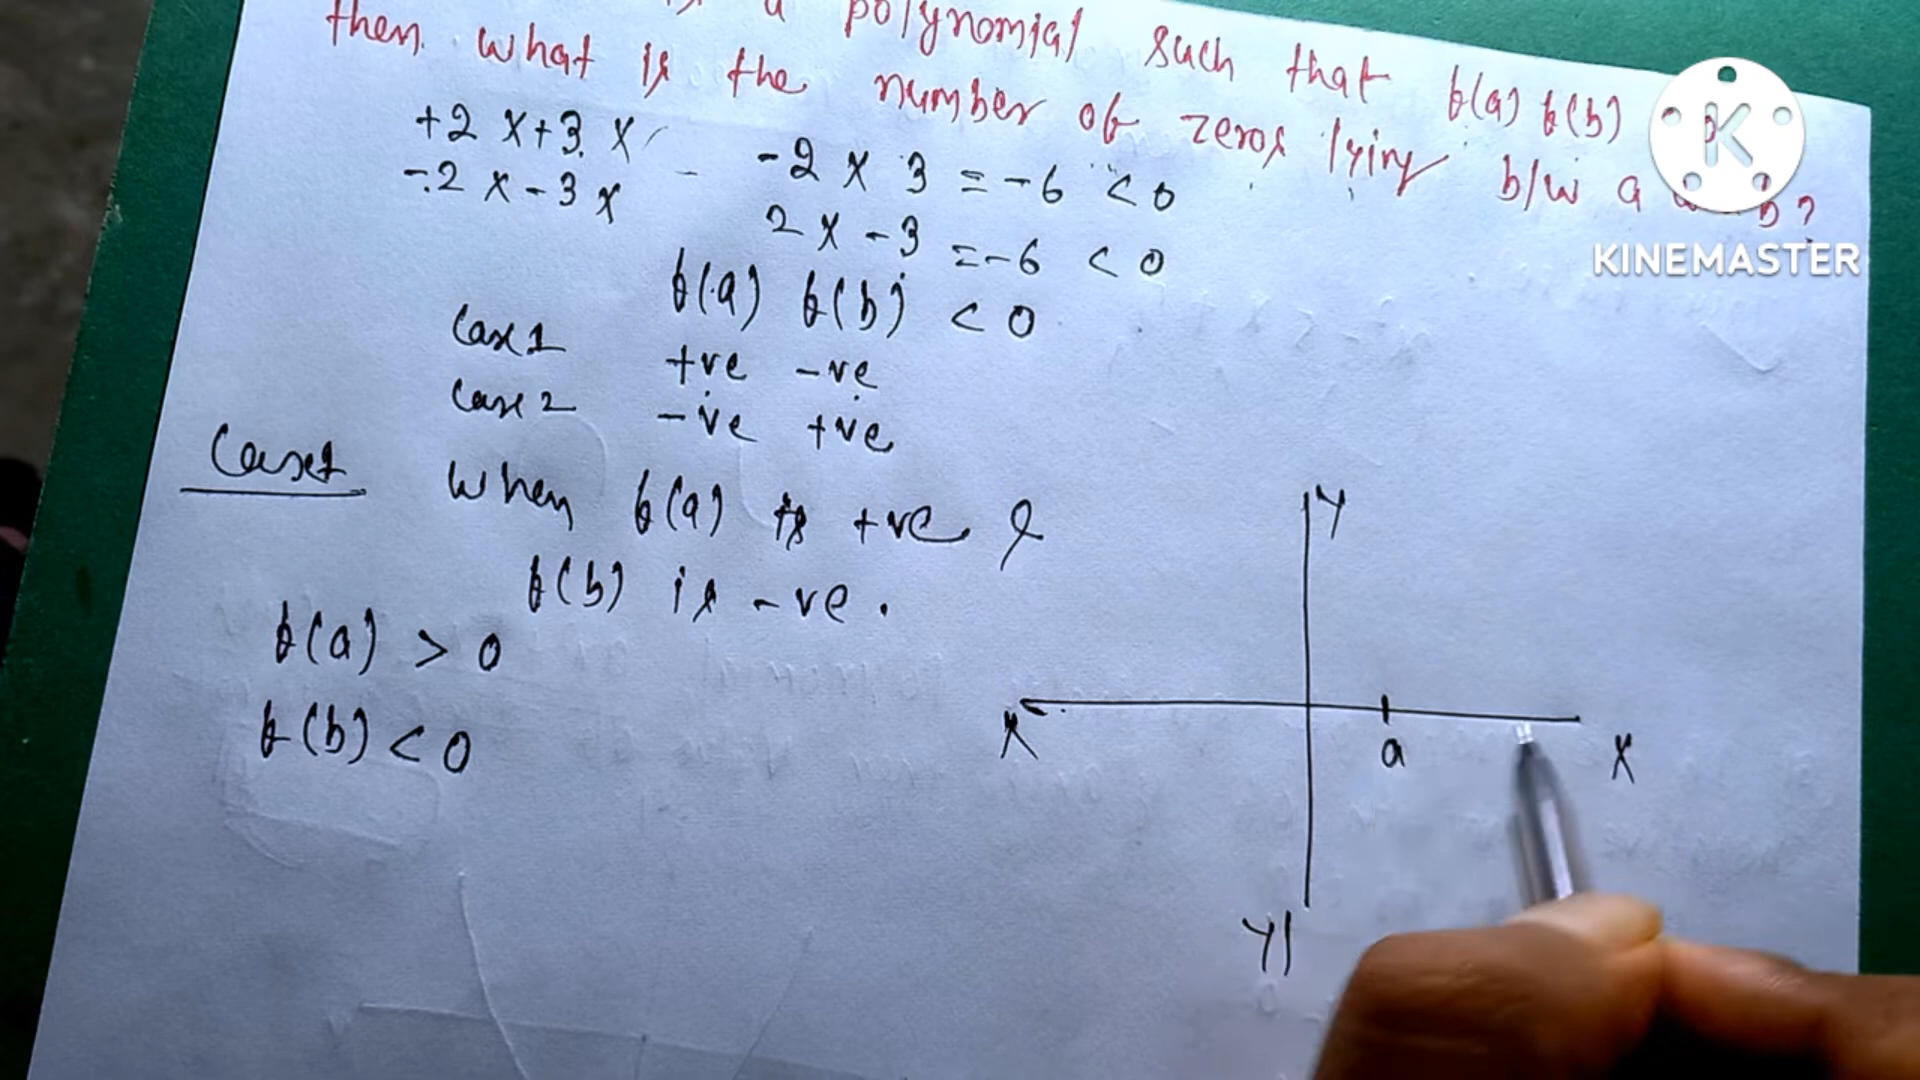 a polynomial such that f(a) f(b)
then what is the number of zeros lying b/w a b?
+2 x+3 x
-2 x -3 x
-2 x 3 = -6 < 0
2 x -3 = -6 < 0
f(a) f(b) < 0
Case 1 +ve -ve
Case 2 -ve +ve
Case1 When f(a) is +ve &
f(b) is -ve.
f(a) > 0
f(b) < 0
Y
X a X
Y|
KINEMASTER